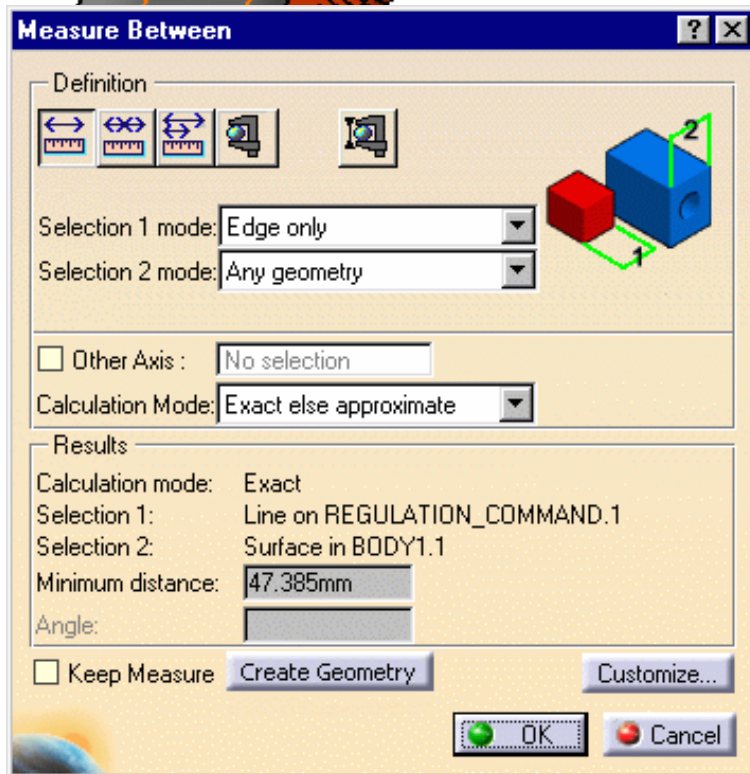 Measure Between
Definition
2
1
Selection 1 mode: Edge only
Selection 2 mode: Any geometry
Other Axis : No selection
Calculation Mode: Exact else approximate
Results
Calculation mode: Exact
Selection 1: Line on REGULATION_COMMAND.1
Selection 2: Surface in BODY1.1
Minimum distance: 47.385mm
Angle:
Keep Measure Create Geometry Customize...
OK Cancel